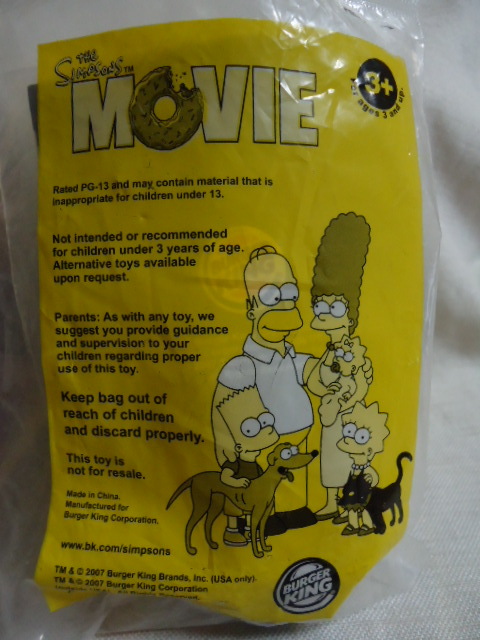 THE
SIMPSONS™
MOVIE
3+
For ages 3 and up.
Rated PG-13 and may contain material that is
inappropriate for children under 13.
Not intended or recommended
for children under 3 years of age.
Alternative toys available
upon request.
Parents: As with any toy, we
suggest you provide guidance
and supervision to your
children regarding proper
use of this toy.
Keep bag out of
reach of children
and discard properly.
This toy is
not for resale.
Made in China.
Manufactured for
Burger King Corporation.
www.bk.com/simpsons
TM & © 2007 Burger King Brands, Inc. (USA only).
TM & © 2007 Burger King Corporation
BURGER
KING